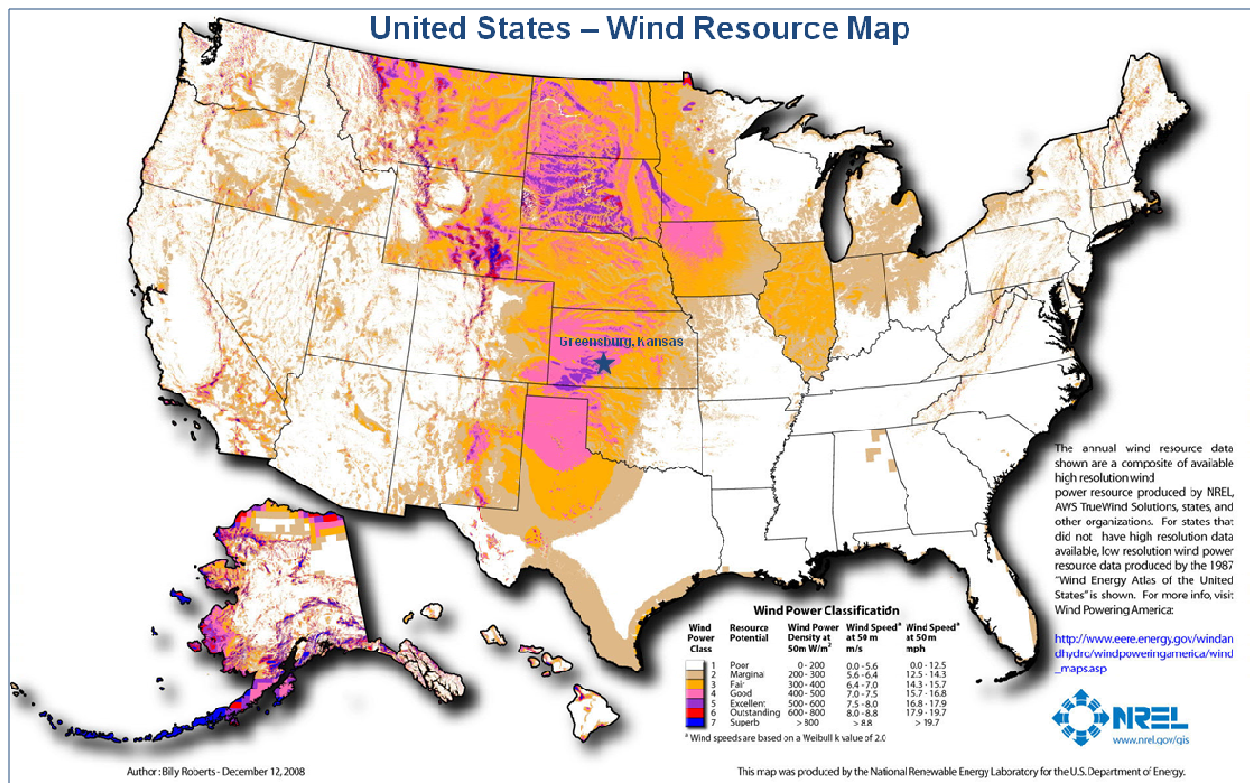 United States – Wind Resource Map
Greensburg, Kansas
The annual wind resource data
shown are a composite of available
high resolution wind
power resource produced by NREL,
AWS TrueWind Solutions, states, and
other organizations. For states that
did not have high resolution data
available, low resolution wind power
resource data produced by the 1987
"Wind Energy Atlas of the United
States" is shown. For more info, visit
Wind Powering America:
http://www.eere.energy.gov/windan
dhydro/windpoweringamerica/wind
_maps.asp
Wind Power Classification
Wind Power Class Resource Potential Wind Power Density at 50m W/m² Wind Speedª at 50 m m/s Wind Speedª at 50m mph
1 Poor 0 - 200 0.0 - 5.6 0.0 - 12.5
2 Marginal 200 - 300 5.6 - 6.4 12.5 - 14.3
3 Fair 300 - 400 6.4 - 7.0 14.3 - 15.7
4 Good 400 - 500 7.0 - 7.5 15.7 - 16.8
5 Excellent 500 - 600 7.5 - 8.0 16.8 - 17.9
6 Outstanding 600 - 800 8.0 - 8.8 17.9 - 19.7
7 Superb > 800 > 8.8 > 19.7
ª Wind speeds are based on a Weibull k value of 2.0
NREL
www.nrel.gov/gis
Author: Billy Roberts - December 12, 2008
This map was produced by the National Renewable Energy Laboratory for the U.S. Department of Energy.